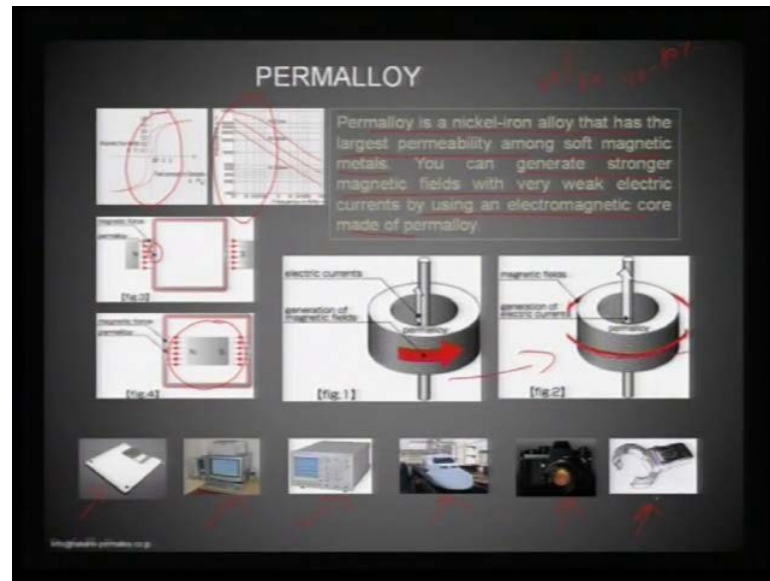 PERMALLOY
Permalloy is a nickel-iron alloy that has the
largest permeability among soft magnetic
metals. You can generate stronger
magnetic fields with very weak electric
currents by using an electromagnetic core
made of permalloy.
magnetic force
permalloy
[fig.3]
magnetic force
permalloy
[fig.4]
electric currents
generation of
magnetic fields
permalloy
[fig.1]
magnetic fields
generation of
electric currents
permalloy
[fig.2]